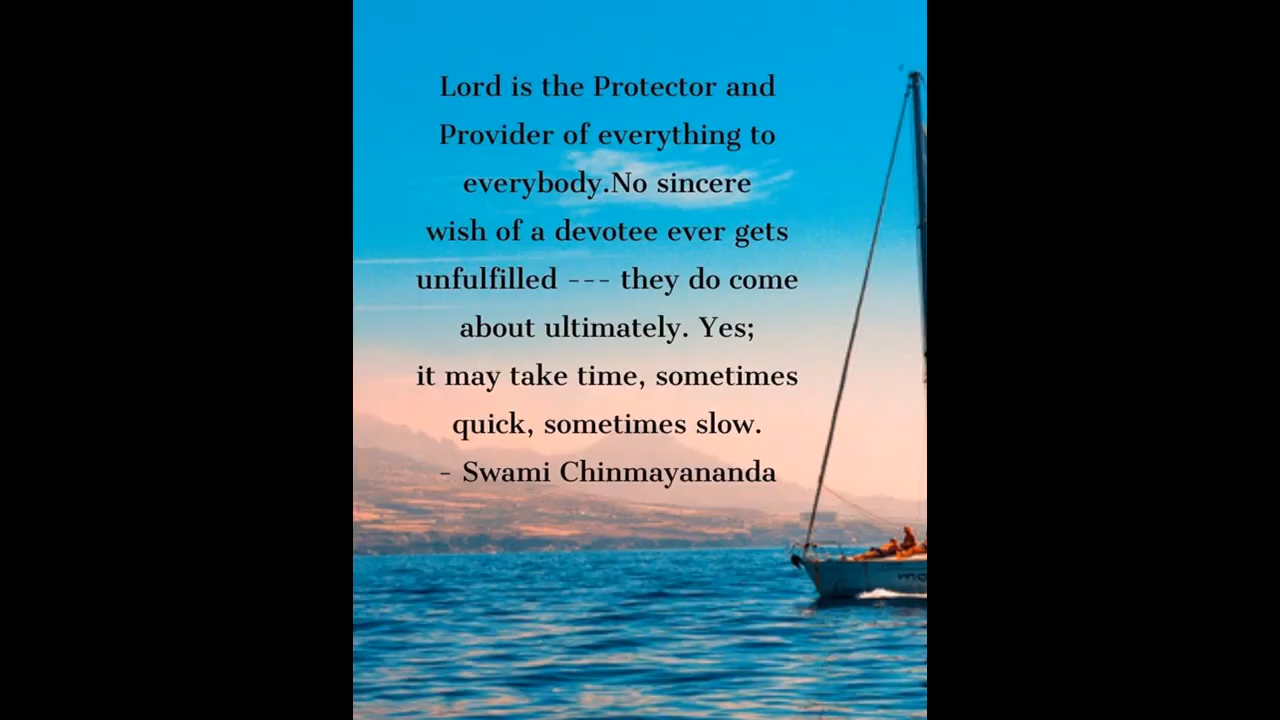 Lord is the Protector and
Provider of everything to
everybody.No sincere
wish of a devotee ever gets
unfulfilled --- they do come
about ultimately. Yes;
it may take time, sometimes
quick, sometimes slow.
- Swami Chinmayananda